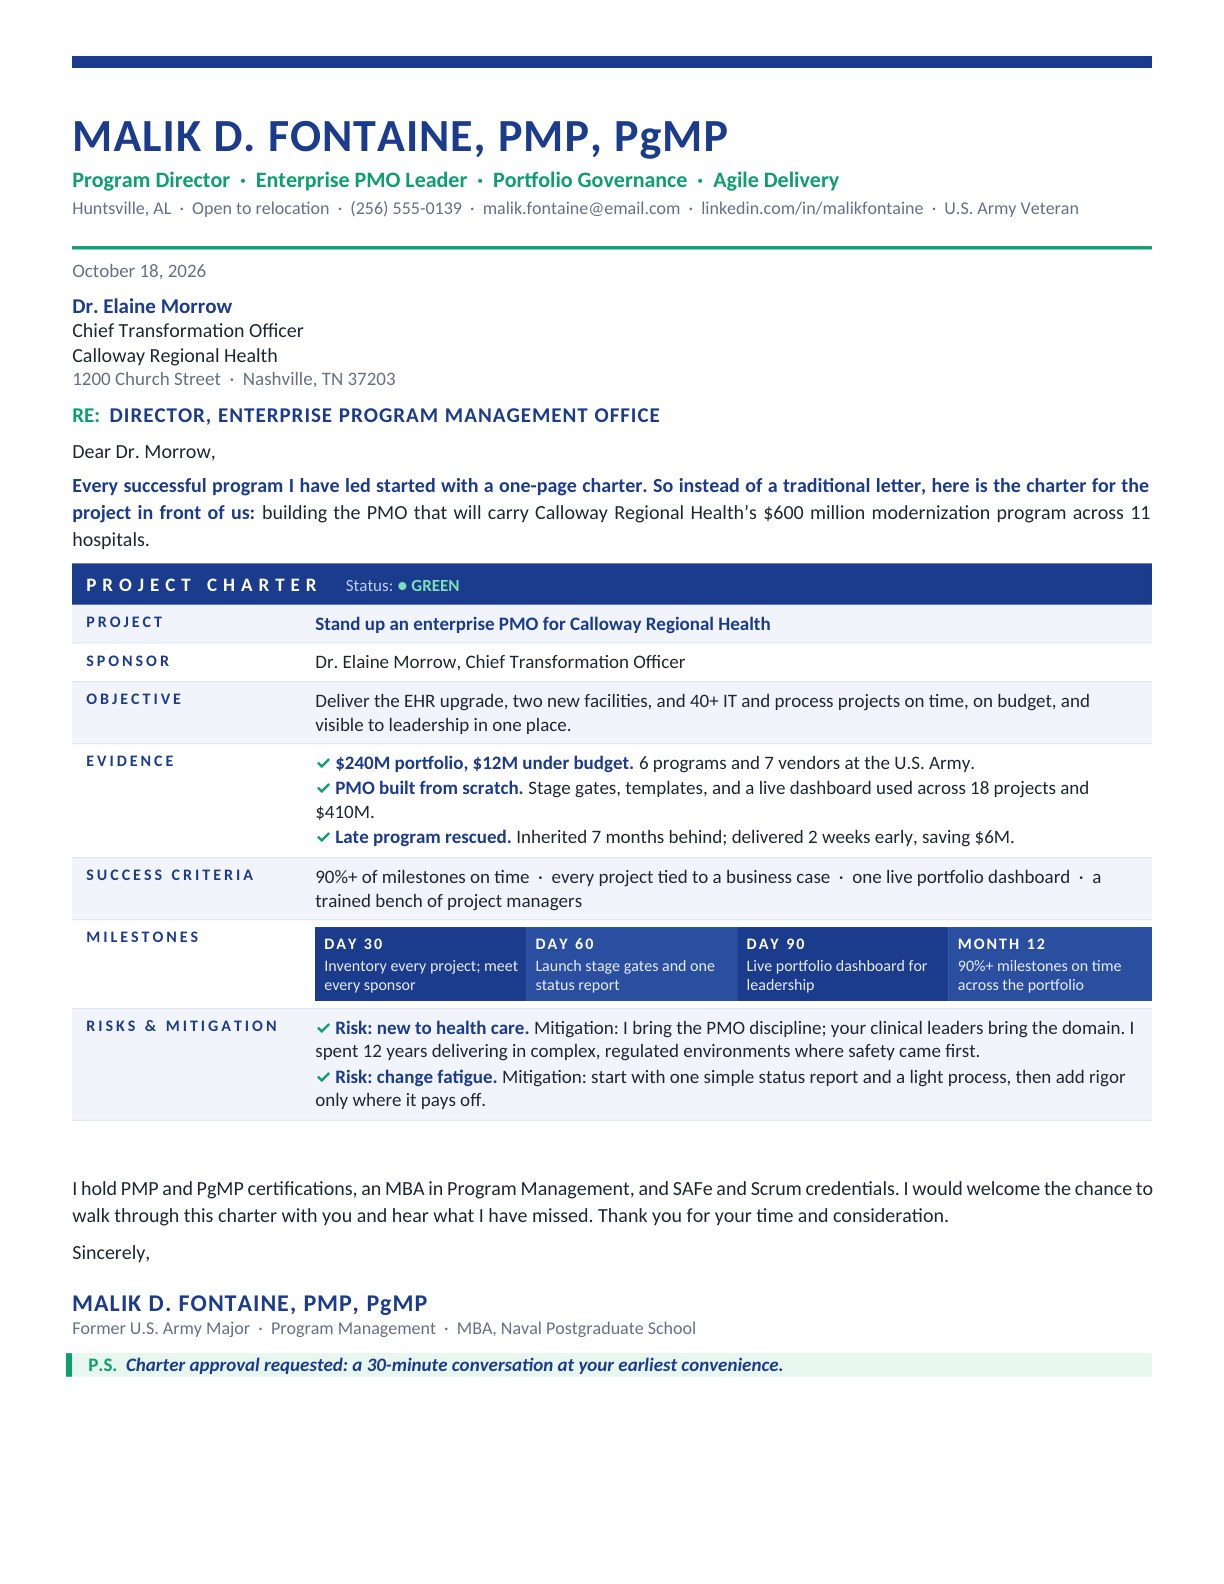 MALIK D. FONTAINE, PMP, PgMP
Program Director · Enterprise PMO Leader · Portfolio Governance · Agile Delivery
Huntsville, AL · Open to relocation · (256) 555-0139 · malik.fontaine@email.com · linkedin.com/in/malikfontaine · U.S. Army Veteran
October 18, 2026
Dr. Elaine Morrow
Chief Transformation Officer
Calloway Regional Health
1200 Church Street · Nashville, TN 37203
RE: DIRECTOR, ENTERPRISE PROGRAM MANAGEMENT OFFICE
Dear Dr. Morrow,
Every successful program I have led started with a one-page charter. So instead of a traditional letter, here is the charter for the
project in front of us: building the PMO that will carry Calloway Regional Health’s $600 million modernization program across 11
hospitals.
PROJECT CHARTER Status: ● GREEN
PROJECT
Stand up an enterprise PMO for Calloway Regional Health
SPONSOR
Dr. Elaine Morrow, Chief Transformation Officer
OBJECTIVE
Deliver the EHR upgrade, two new facilities, and 40+ IT and process projects on time, on budget, and
visible to leadership in one place.
EVIDENCE
✓ $240M portfolio, $12M under budget. 6 programs and 7 vendors at the U.S. Army.
✓ PMO built from scratch. Stage gates, templates, and a live dashboard used across 18 projects and
$410M.
✓ Late program rescued. Inherited 7 months behind; delivered 2 weeks early, saving $6M.
SUCCESS CRITERIA
90%+ of milestones on time · every project tied to a business case · one live portfolio dashboard · a
trained bench of project managers
MILESTONES
DAY 30
Inventory every project; meet
every sponsor
DAY 60
Launch stage gates and one
status report
DAY 90
Live portfolio dashboard for
leadership
MONTH 12
90%+ milestones on time
across the portfolio
RISKS & MITIGATION
✓ Risk: new to health care. Mitigation: I bring the PMO discipline; your clinical leaders bring the domain. I
spent 12 years delivering in complex, regulated environments where safety came first.
✓ Risk: change fatigue. Mitigation: start with one simple status report and a light process, then add rigor
only where it pays off.
I hold PMP and PgMP certifications, an MBA in Program Management, and SAFe and Scrum credentials. I would welcome the chance to
walk through this charter with you and hear what I have missed. Thank you for your time and consideration.
Sincerely,
MALIK D. FONTAINE, PMP, PgMP
Former U.S. Army Major · Program Management · MBA, Naval Postgraduate School
P.S. Charter approval requested: a 30-minute conversation at your earliest convenience.